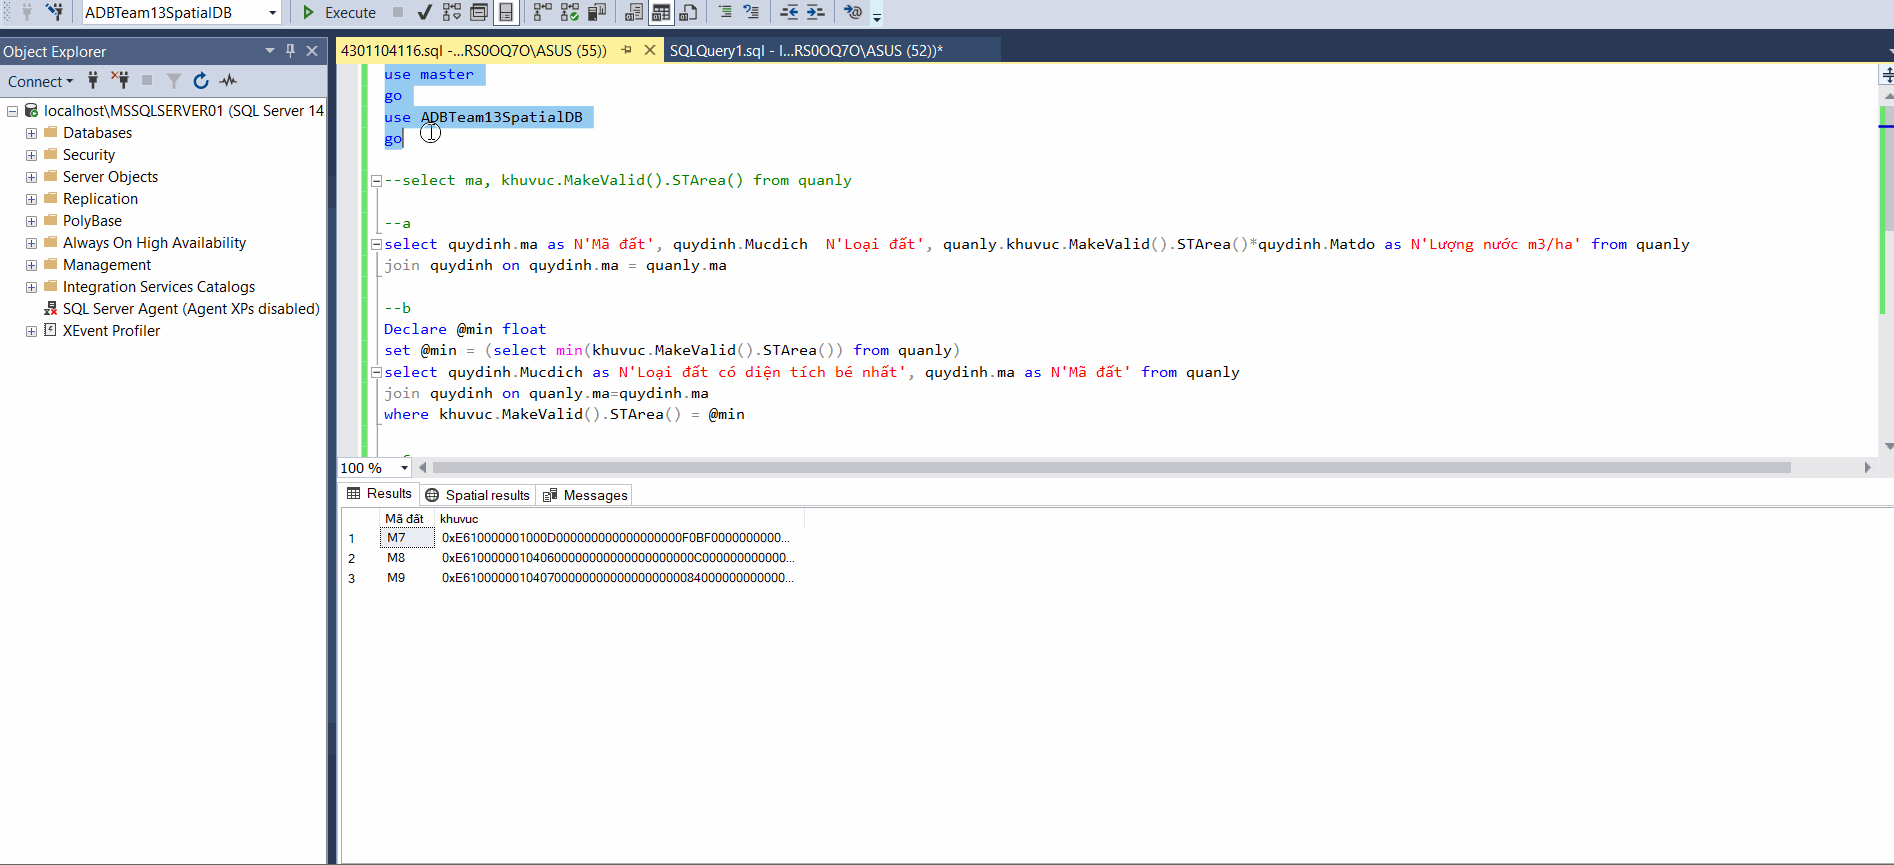 ADBTeam13SpatialDB
Execute
Object Explorer
Connect
localhost\MSSQLSERVER01 (SQL Server 14
Databases
Security
Server Objects
Replication
PolyBase
Always On High Availability
Management
Integration Services Catalogs
SQL Server Agent (Agent XPs disabled)
XEvent Profiler
4301104116.sql -...RS0OQ7O\ASUS (55))
SQLQuery1.sql - l...RS0OQ7O\ASUS (52))*
use master
go
use ADBTeam13SpatialDB
go
--select ma, khuvuc.MakeValid().STArea() from quanly
--a
select quydinh.ma as N'Mã đất', quydinh.Mucdich  N'Loại đất', quanly.khuvuc.MakeValid().STArea()*quydinh.Matdo as N'Lượng nước m3/ha' from quanly
join quydinh on quydinh.ma = quanly.ma
--b
Declare @min float
set @min = (select min(khuvuc.MakeValid().STArea()) from quanly)
select quydinh.Mucdich as N'Loại đất có diện tích bé nhất', quydinh.ma as N'Mã đất' from quanly
join quydinh on quanly.ma=quydinh.ma
where khuvuc.MakeValid().STArea() = @min
100 %
Results Spatial results Messages
Mã đất khuvuc
1 M7 0xE610000001000D000000000000000000F0BF0000000000...
2 M8 0xE6100000010406000000000000000000000C000000000000...
3 M9 0xE6100000010407000000000000000000084000000000000...